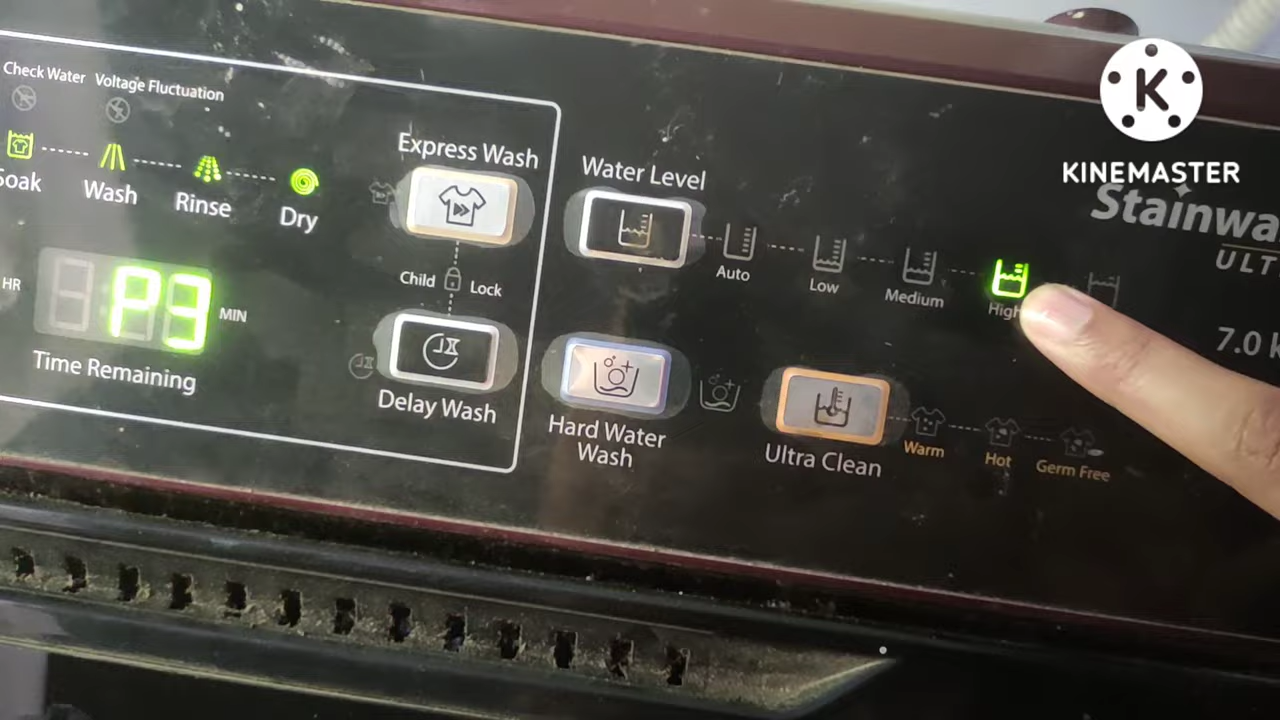 Check Water
Voltage Fluctuation
Soak
Wash
Rinse
Dry
HR
P3
MIN
Time Remaining
Express Wash
Child
Lock
Delay Wash
Water Level
Auto
Low
Medium
High
Hard Water
Wash
Ultra Clean
Warm
Hot
Germ Free
K
KINEMASTER
Stainwa
ULT
7.0 k